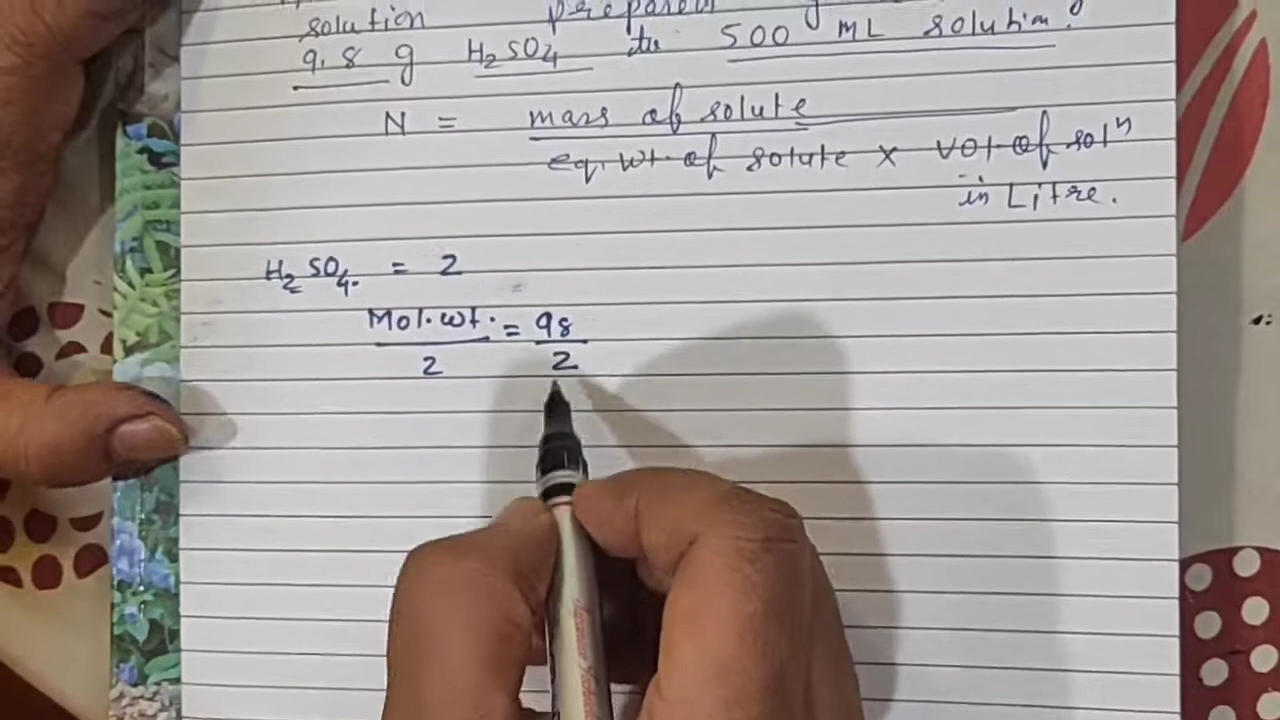 solution
9.8 g H₂SO₄ to 500 ML solution?
N = mass of solute
eq. wt. of solute × vol of solⁿ
in Litre.
H₂SO₄. = 2
Mol. wt. = 98
2 2